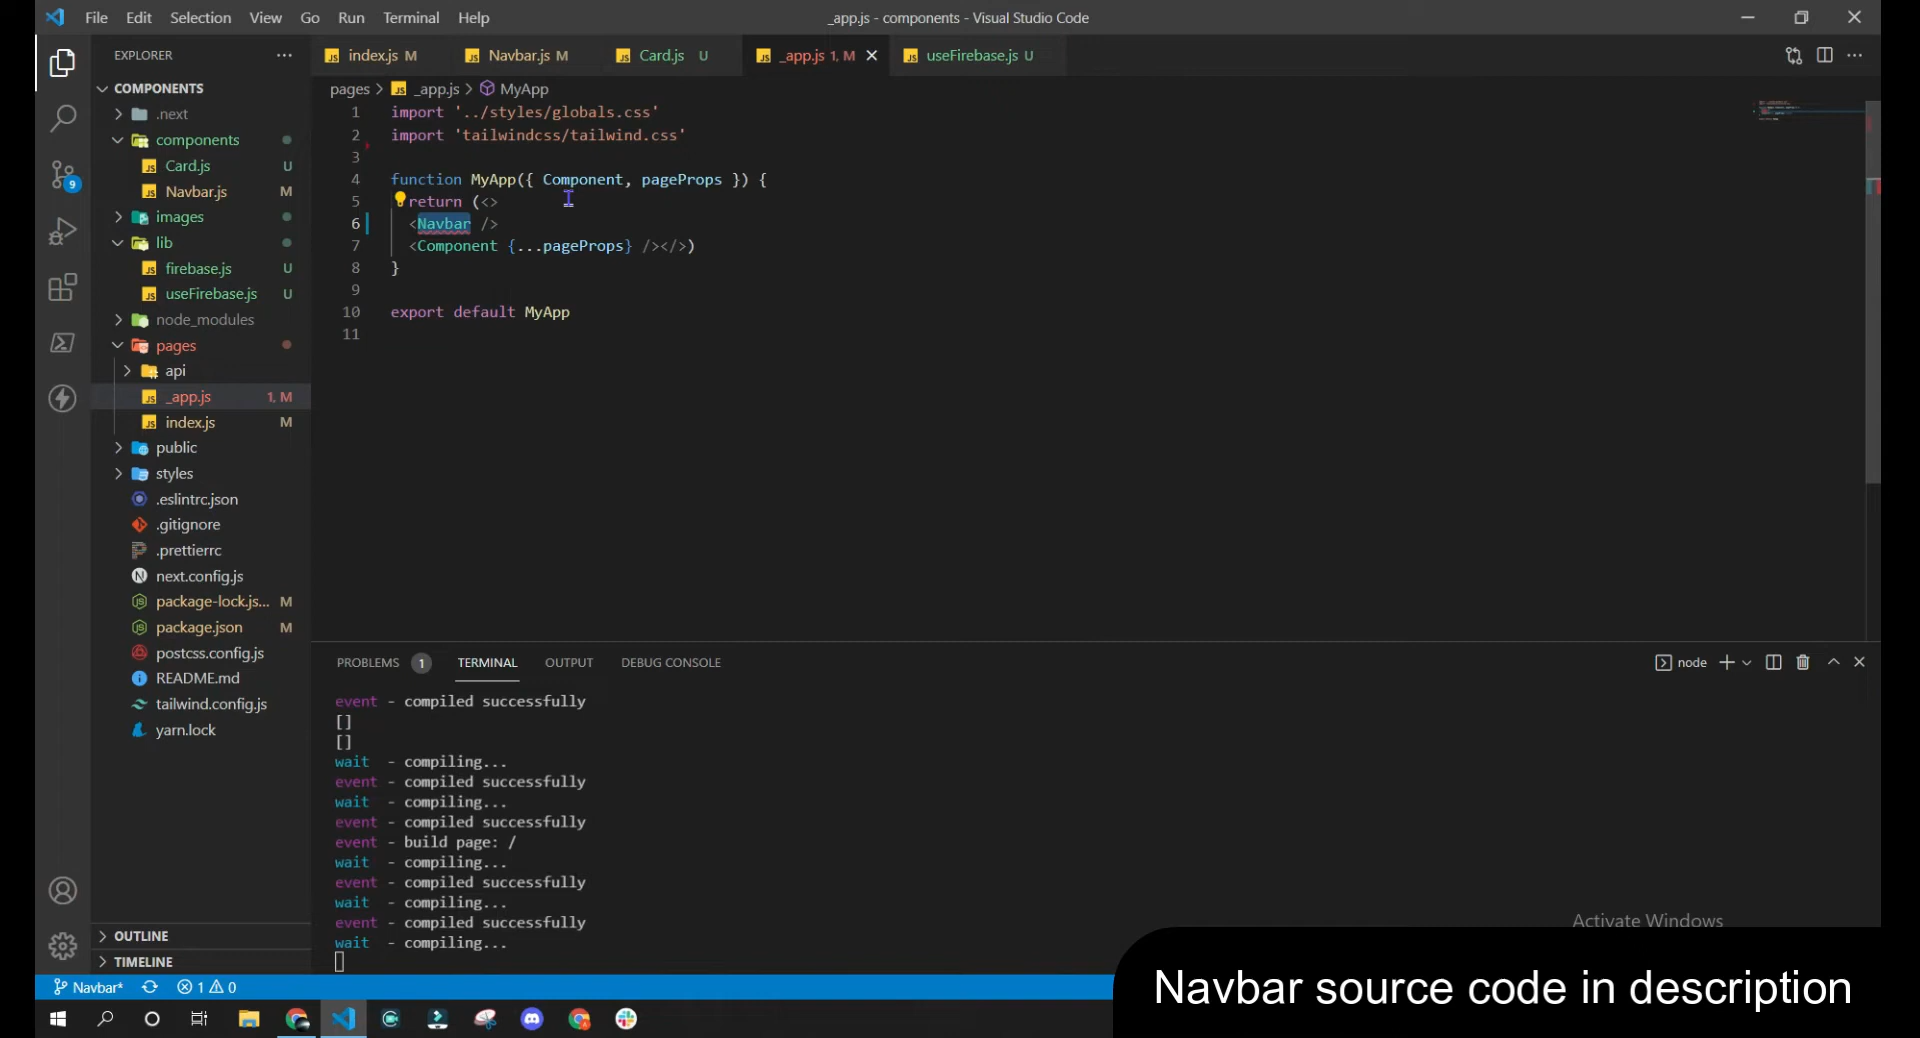 File Edit Selection View Go Run Terminal Help
_app.js - components - Visual Studio Code
EXPLORER
index.js M
Navbar.js M
Card.js U
_app.js 1, M
useFirebase.js U
COMPONENTS
.next
components
Card.js U
Navbar.js M
images
lib
firebase.js U
useFirebase.js U
node_modules
pages
api
_app.js 1, M
index.js M
public
styles
.eslintrc.json
.gitignore
.prettierrc
next.config.js
package-lock.js... M
package.json M
postcss.config.js
README.md
tailwind.config.js
yarn.lock
OUTLINE
TIMELINE
pages > _app.js > MyApp
1 import '../styles/globals.css'
2 import 'tailwindcss/tailwind.css'
3
4 function MyApp({ Component, pageProps }) {
5 return (<>
6 <Navbar />
7 <Component {...pageProps} /></>)
8 }
9
10 export default MyApp
11
PROBLEMS 1 TERMINAL OUTPUT DEBUG CONSOLE
node
event - compiled successfully
[]
[]
wait - compiling...
event - compiled successfully
wait - compiling...
event - compiled successfully
event - build page: /
wait - compiling...
event - compiled successfully
wait - compiling...
event - compiled successfully
wait - compiling...
Activate Windows
9
Navbar* 1 0
Navbar source code in description